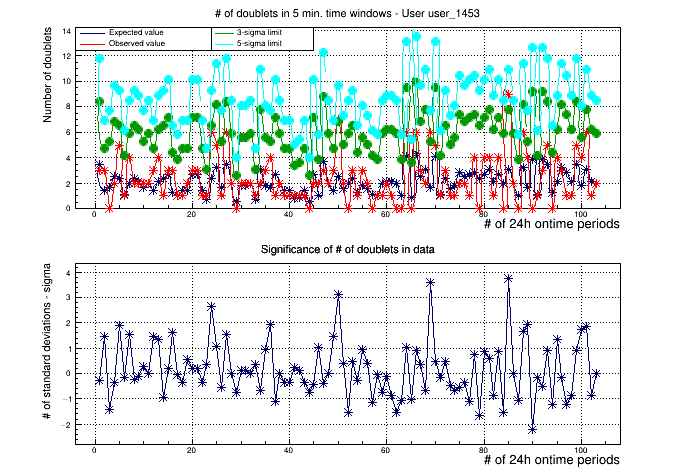 # of doublets in 5 min. time windows - User user_1453
Expected value
3-sigma limit
Observed value
5-sigma limit
Number of doublets
14
12
10
8
6
4
2
0
0 20 40 60 80 100
# of 24h ontime periods
Significance of # of doublets in data
# of standard deviations - sigma
4
3
2
1
0
−1
−2
0 20 40 60 80 100
# of 24h ontime periods